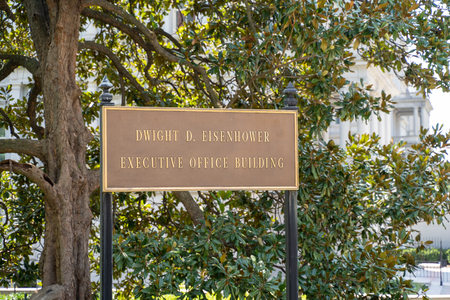 DWIGHT D. EISENHOWER
EXECUTIVE OFFICE BUILDING